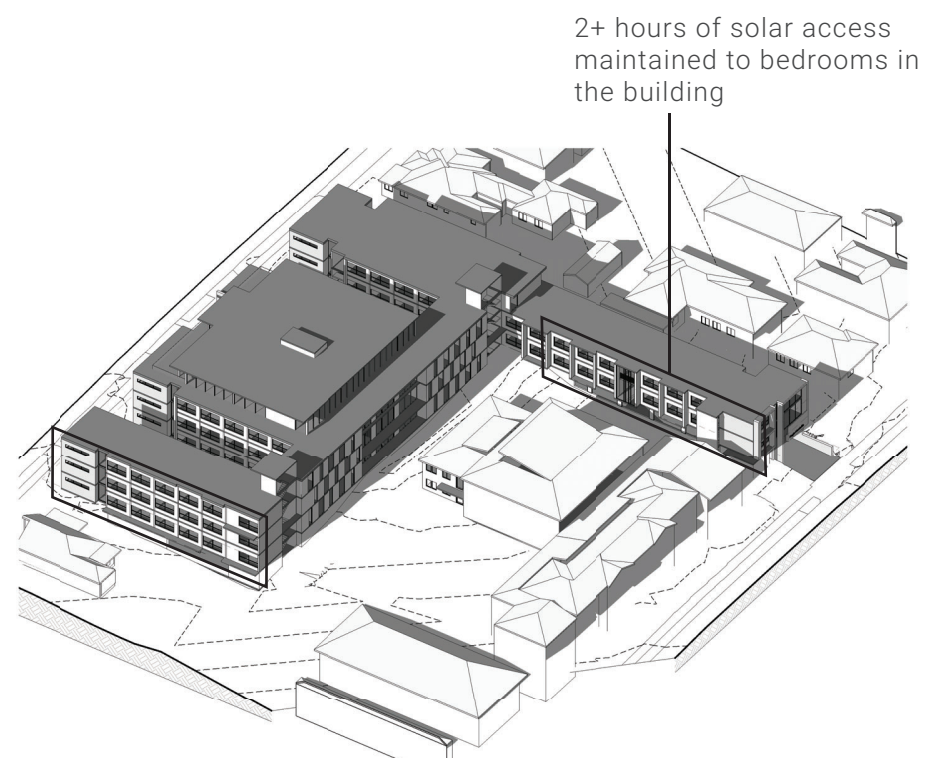 2+ hours of solar access
maintained to bedrooms in
the building